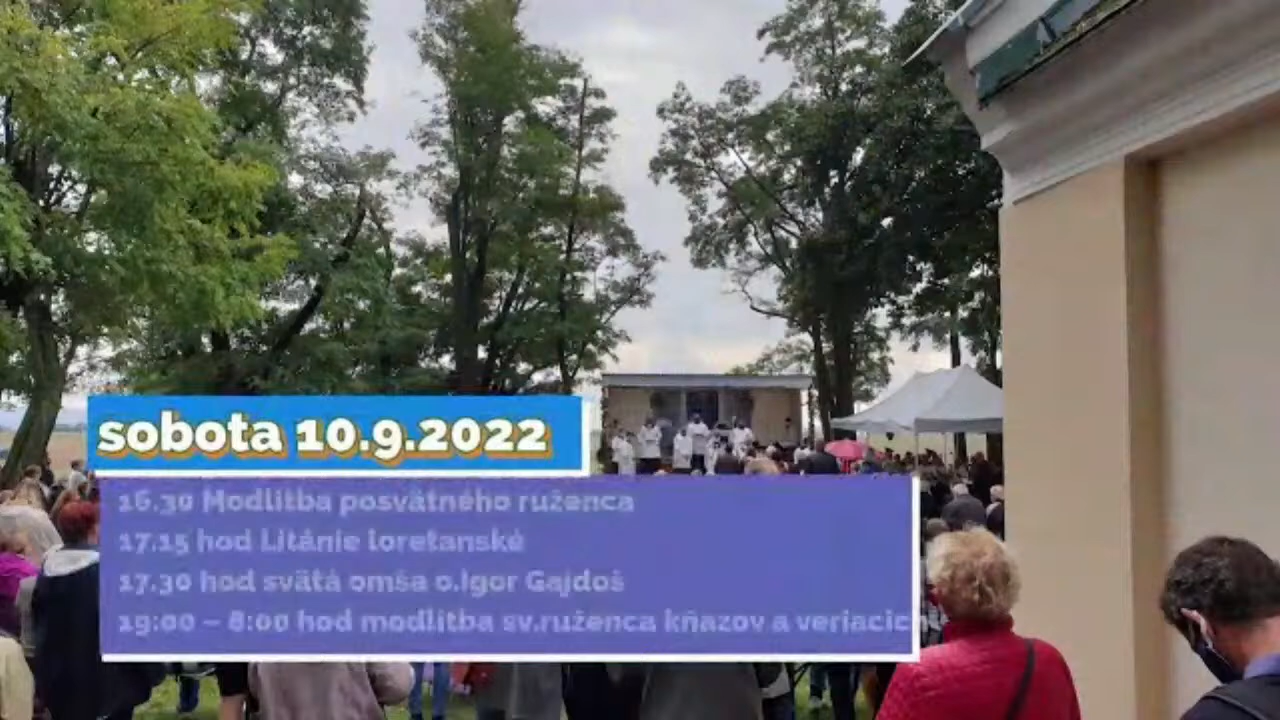 sobota 10.9.2022
16.30 Modlitba posvätného ruženca
17.15 hod Litánie loretanské
17.30 hod svätá omša o.Igor Gajdoš
19:00 – 8:00 hod modlitba sv.ruženca kňazov a veriacich